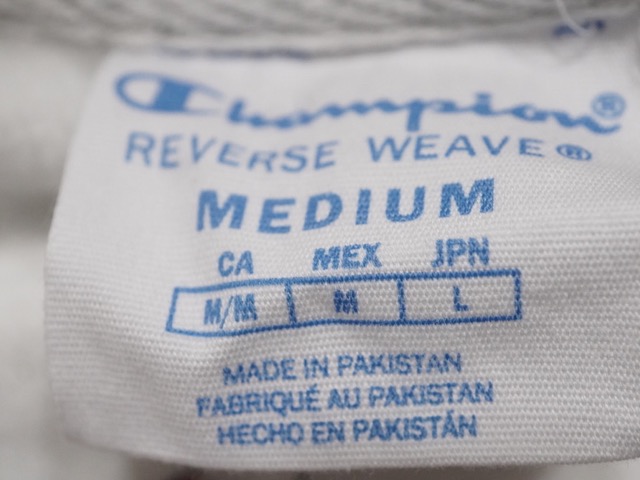 Champion®
REVERSE WEAVE®
MEDIUM
CA MEX JPN
M/M M L
MADE IN PAKISTAN
FABRIQUÉ AU PAKISTAN
HECHO EN PAKISTÁN